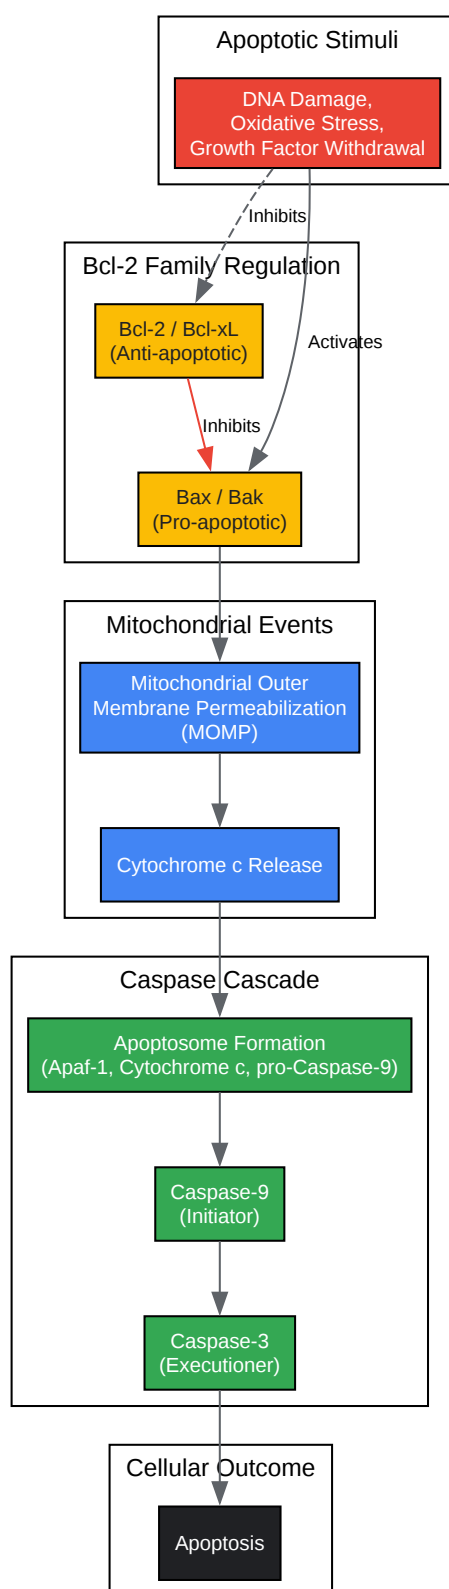 Apoptotic Stimuli
DNA Damage,
Oxidative Stress,
Growth Factor Withdrawal
Inhibits
Bcl-2 Family Regulation
Bcl-2 / Bcl-xL
(Anti-apoptotic)
Activates
Inhibits
Bax / Bak
(Pro-apoptotic)
Mitochondrial Events
Mitochondrial Outer
Membrane Permeabilization
(MOMP)
Cytochrome c Release
Caspase Cascade
Apoptosome Formation
(Apaf-1, Cytochrome c, pro-Caspase-9)
Caspase-9
(Initiator)
Caspase-3
(Executioner)
Cellular Outcome
Apoptosis